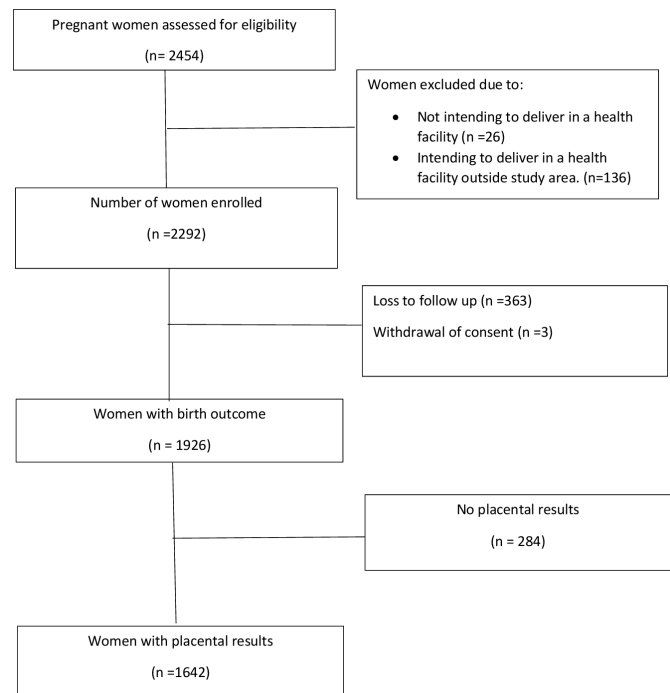 Pregnant women assessed for eligibility
(n= 2454)
Women excluded due to:
• Not intending to deliver in a health
facility (n =26)
• Intending to deliver in a health
facility outside study area. (n=136)
Number of women enrolled
(n =2292)
Loss to follow up (n =363)
Withdrawal of consent (n =3)
Women with birth outcome
(n = 1926)
No placental results
(n = 284)
Women with placental results
(n =1642)